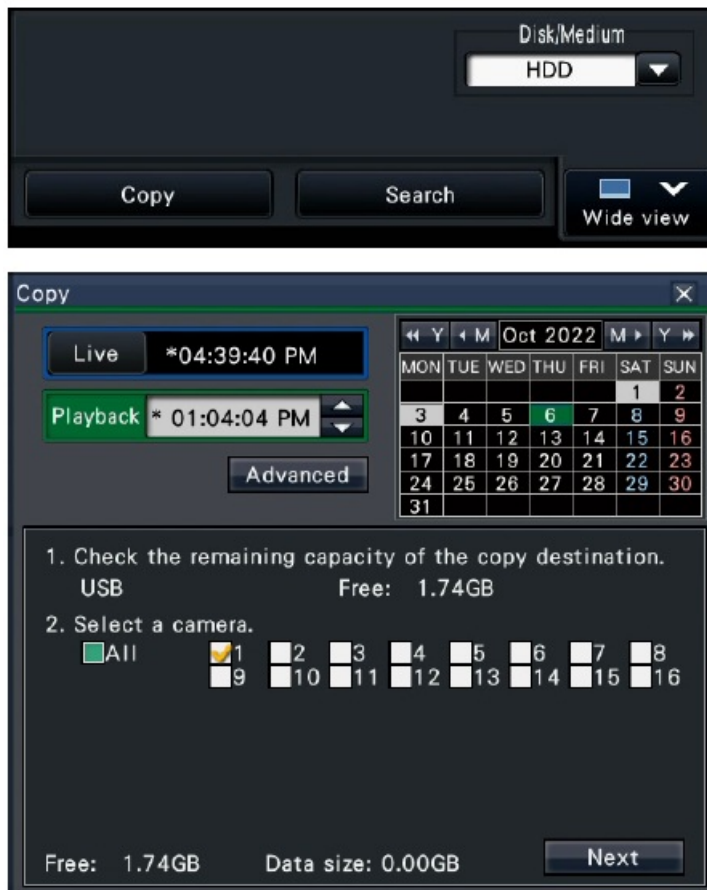 Disk/Medium
HDD
Copy Search
Wide view
Copy
Live *04:39:40 PM
Playback * 01:04:04 PM
Advanced
Y M Oct 2022 M Y
MON TUE WED THU FRI SAT SUN
1 2
3 4 5 6 7 8 9
10 11 12 13 14 15 16
17 18 19 20 21 22 23
24 25 26 27 28 29 30
31
1. Check the remaining capacity of the copy destination.
USB Free: 1.74GB
2. Select a camera.
All 1 2 3 4 5 6 7 8
9 10 11 12 13 14 15 16
Free: 1.74GB Data size: 0.00GB Next